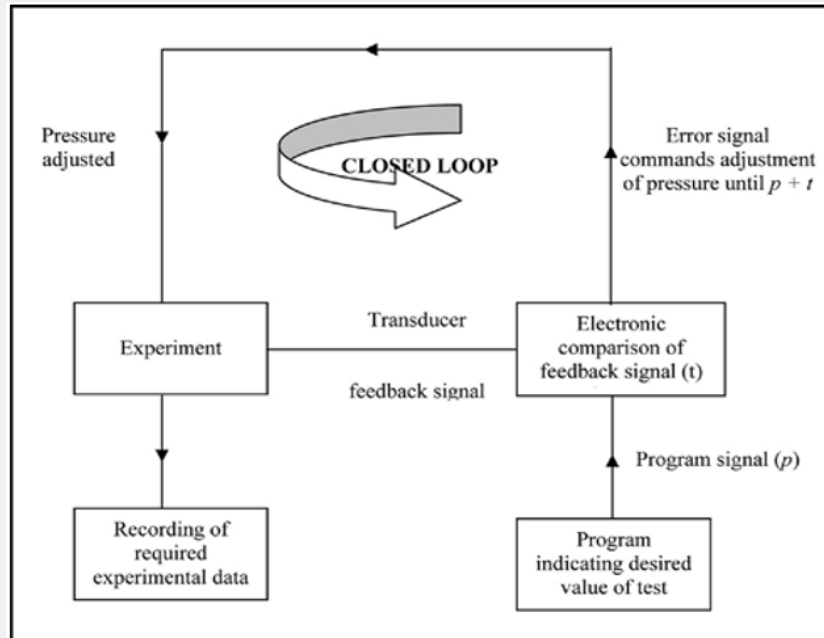 Pressure
adjusted
CLOSED LOOP
Error signal
commands adjustment
of pressure until p + t
Experiment
Transducer
feedback signal
Electronic
comparison of
feedback signal (t)
Program signal (p)
Recording of
required
experimental data
Program
indicating desired
value of test